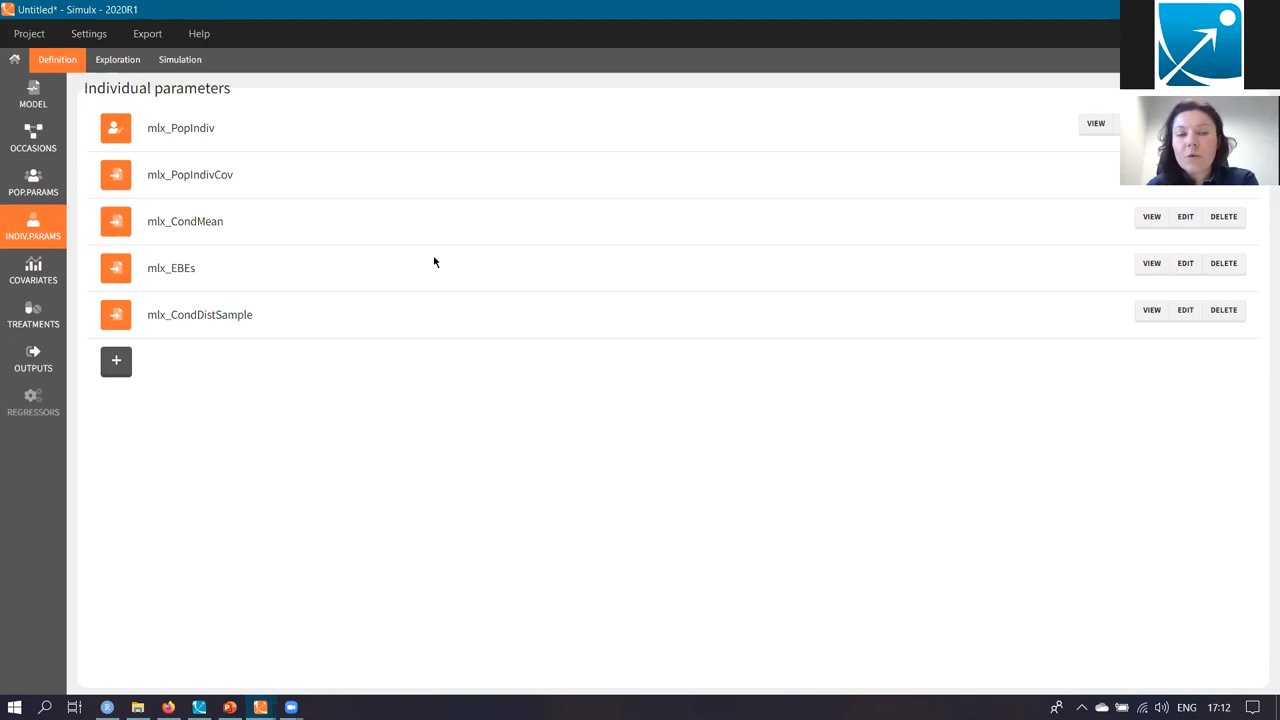 Untitled* - Simulx - 2020R1
Project Settings Export Help
Definition Exploration Simulation
MODEL
OCCASIONS
POP.PARAMS
INDIV.PARAMS
COVARIATES
TREATMENTS
OUTPUTS
REGRESSORS
Individual parameters
mlx_PopIndiv VIEW
mlx_PopIndivCov
mlx_CondMean VIEW EDIT DELETE
mlx_EBEs VIEW EDIT DELETE
mlx_CondDistSample VIEW EDIT DELETE
+
ENG 17:12